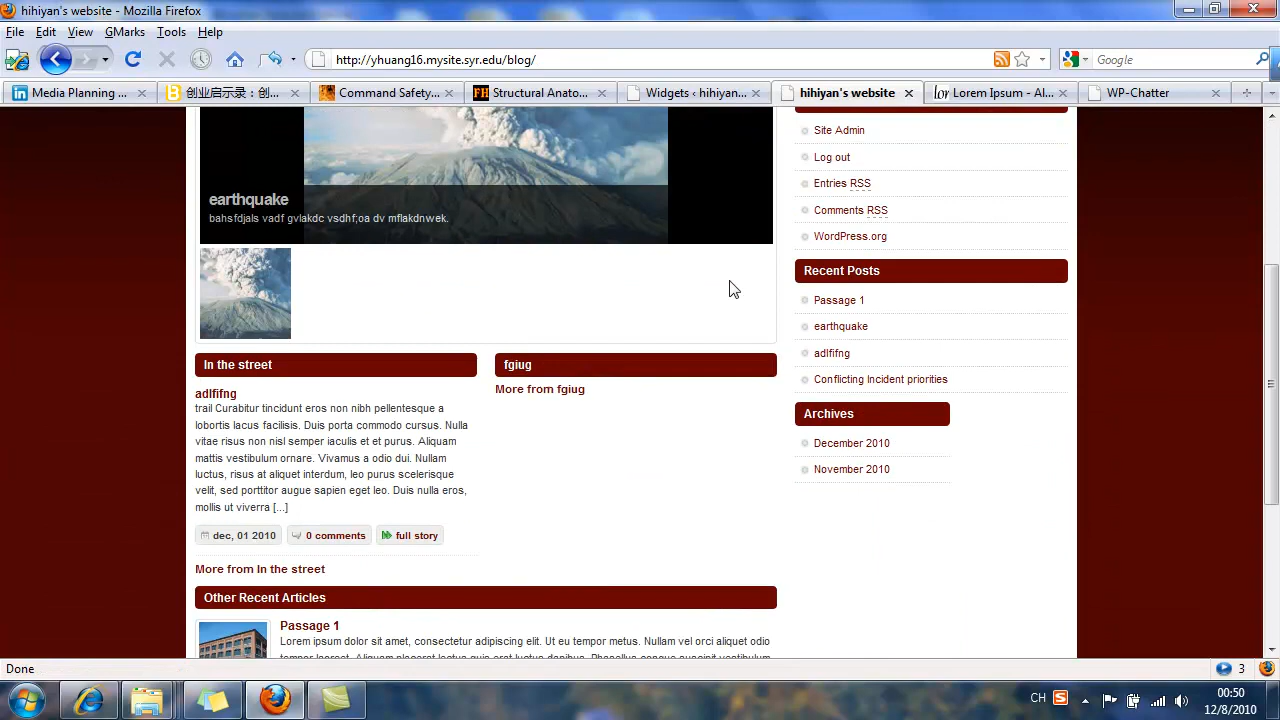 hihiyan's website - Mozilla Firefox
File Edit View GMarks Tools Help
http://yhuang16.mysite.syr.edu/blog/
Google
Media Planning ...
创业启示录：创...
Command Safety...
Structural Anato...
Widgets ‹ hihiyan...
hihiyan's website
Lorem Ipsum - Al...
WP-Chatter
earthquake
bahsfdjals vadf gvlakdc vsdhf;oa dv mflakdnwek.
In the street
adlfifng
trail Curabitur tincidunt eros non nibh pellentesque a
lobortis lacus facilisis. Duis porta commodo cursus. Nulla
vitae risus non nisl semper iaculis et et purus. Aliquam
mattis vestibulum ornare. Vivamus a odio dui. Nullam
luctus, risus at aliquet interdum, leo purus scelerisque
velit, sed porttitor augue sapien eget leo. Duis nulla eros,
mollis ut viverra [...]
dec, 01 2010
0 comments
full story
More from In the street
fgiug
More from fgiug
Other Recent Articles
Passage 1
Lorem ipsum dolor sit amet, consectetur adipiscing elit. Ut eu tempor metus. Nullam vel orci aliquet odio
Site Admin
Log out
Entries RSS
Comments RSS
WordPress.org
Recent Posts
Passage 1
earthquake
adlfifng
Conflicting Incident priorities
Archives
December 2010
November 2010
Done
3
CH
00:50
12/8/2010